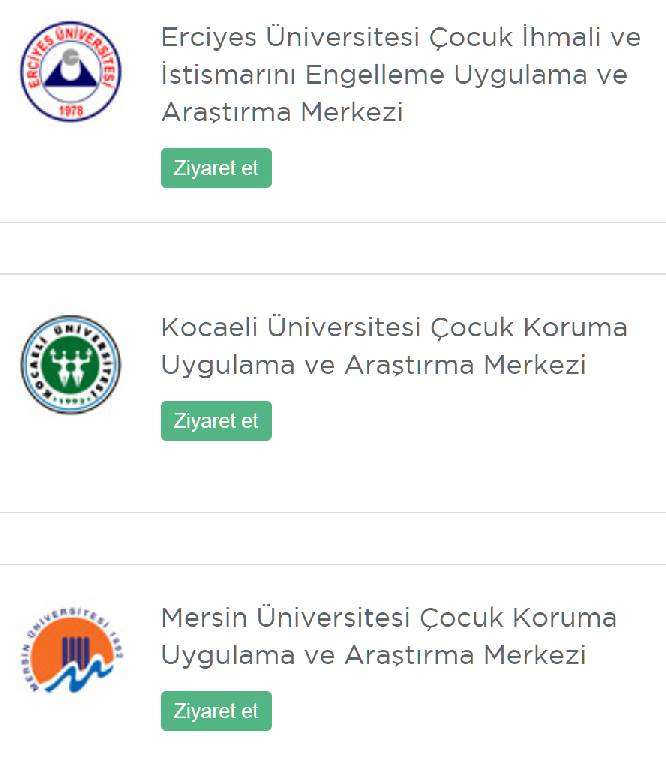 ERCİYES ÜNİVERSİTESİ
1978
Erciyes Üniversitesi Çocuk İhmali ve
İstismarını Engelleme Uygulama ve
Araştırma Merkezi
Ziyaret et
KOCAELİ ÜNİVERSİTESİ
1992
Kocaeli Üniversitesi Çocuk Koruma
Uygulama ve Araştırma Merkezi
Ziyaret et
MERSİN ÜNİVERSİTESİ 1992
Mersin Üniversitesi Çocuk Koruma
Uygulama ve Araştırma Merkezi
Ziyaret et